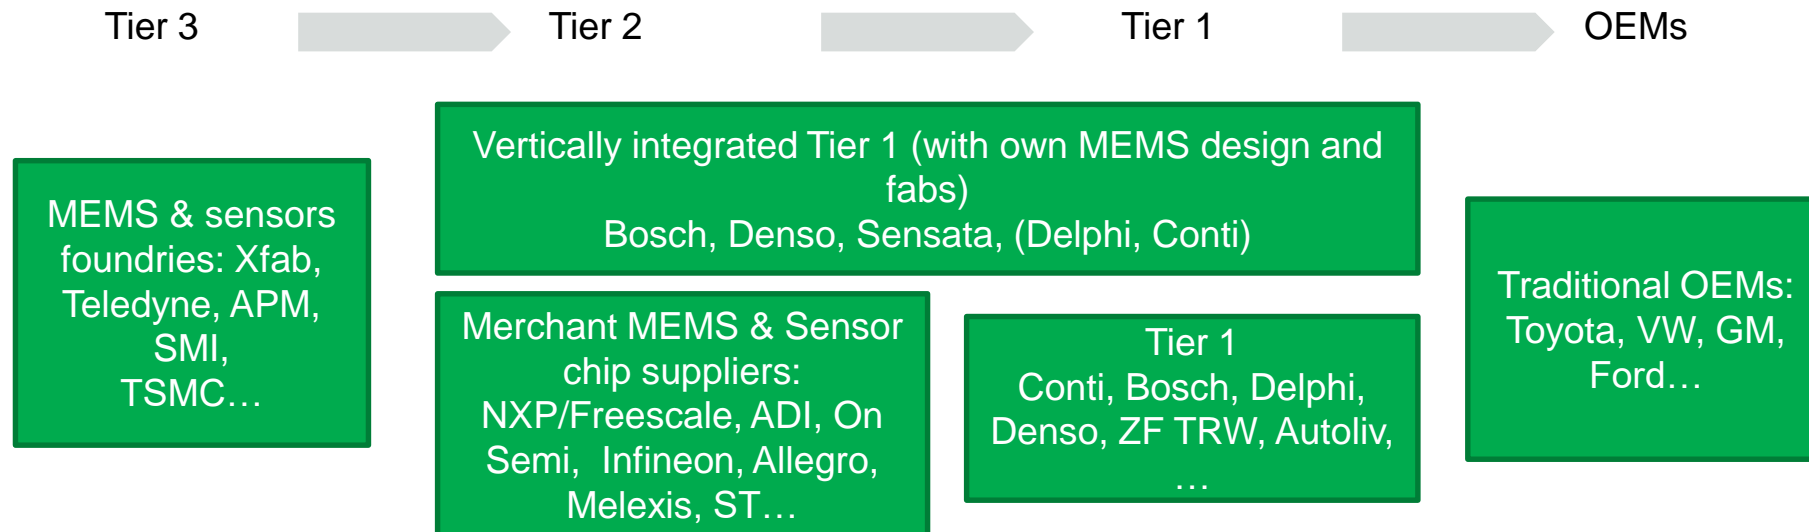 Tier 3
Tier 2
Tier 1
OEMs
MEMS & sensors
foundries: Xfab,
Teledyne, APM,
SMI,
TSMC…
Vertically integrated Tier 1 (with own MEMS design and
fabs)
Bosch, Denso, Sensata, (Delphi, Conti)
Merchant MEMS & Sensor
chip suppliers:
NXP/Freescale, ADI, On
Semi,  Infineon, Allegro,
Melexis, ST…
Tier 1
Conti, Bosch, Delphi,
Denso, ZF TRW, Autoliv,
…
Traditional OEMs:
Toyota, VW, GM,
Ford…